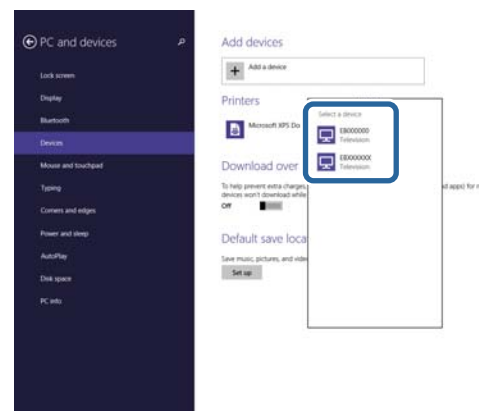 PC and devices
Lock screen
Display
Bluetooth
Devices
Mouse and touchpad
Typing
Corners and edges
Power and sleep
AutoPlay
Disk space
PC info
Add devices
Add a device
Printers
Microsoft XPS Do
Select a device
EB000000
Television
EBXXXXXX
Television
Download over
To help prevent extra charges,
d apps) for n
devices won't download while
Off
Default save loca
Save music, pictures, and vide
Set up